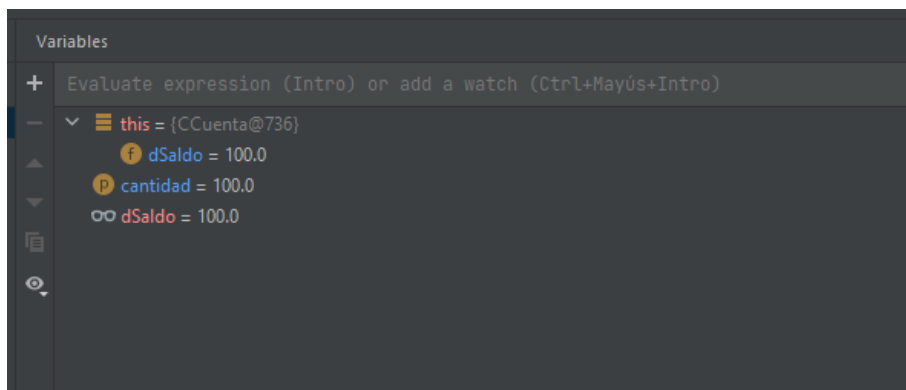 Variables
Evaluate expression (Intro) or add a watch (Ctrl+Mayús+Intro)
this = {CCuenta@736}
f dSaldo = 100.0
p cantidad = 100.0
dSaldo = 100.0